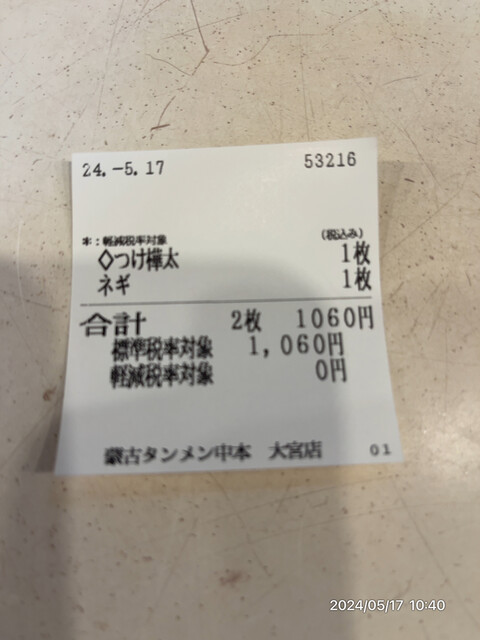 24.-5.17 53216
本:軽減税率対象 (税込み)
◇つけ樺太 1枚
ネギ 1枚
合計 2枚 1060円
標準税率対象 1,060円
軽減税率対象 0円
蒙古タンメン中本 大宮店 01
2024/05/17 10:40